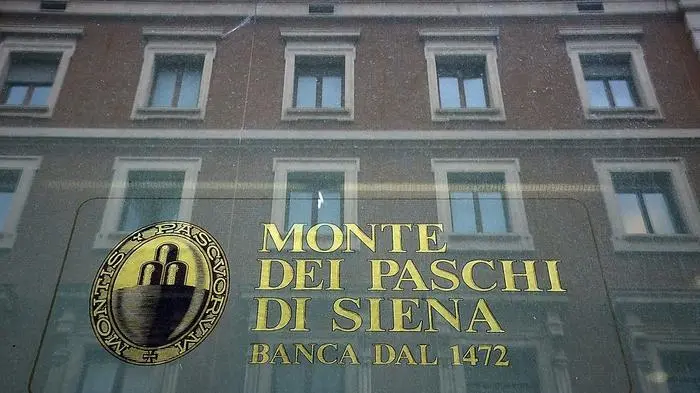 MONTIS PASCVORVM
MONTE
DEI PASCHI
DI SIENA
BANCA DAL 1472